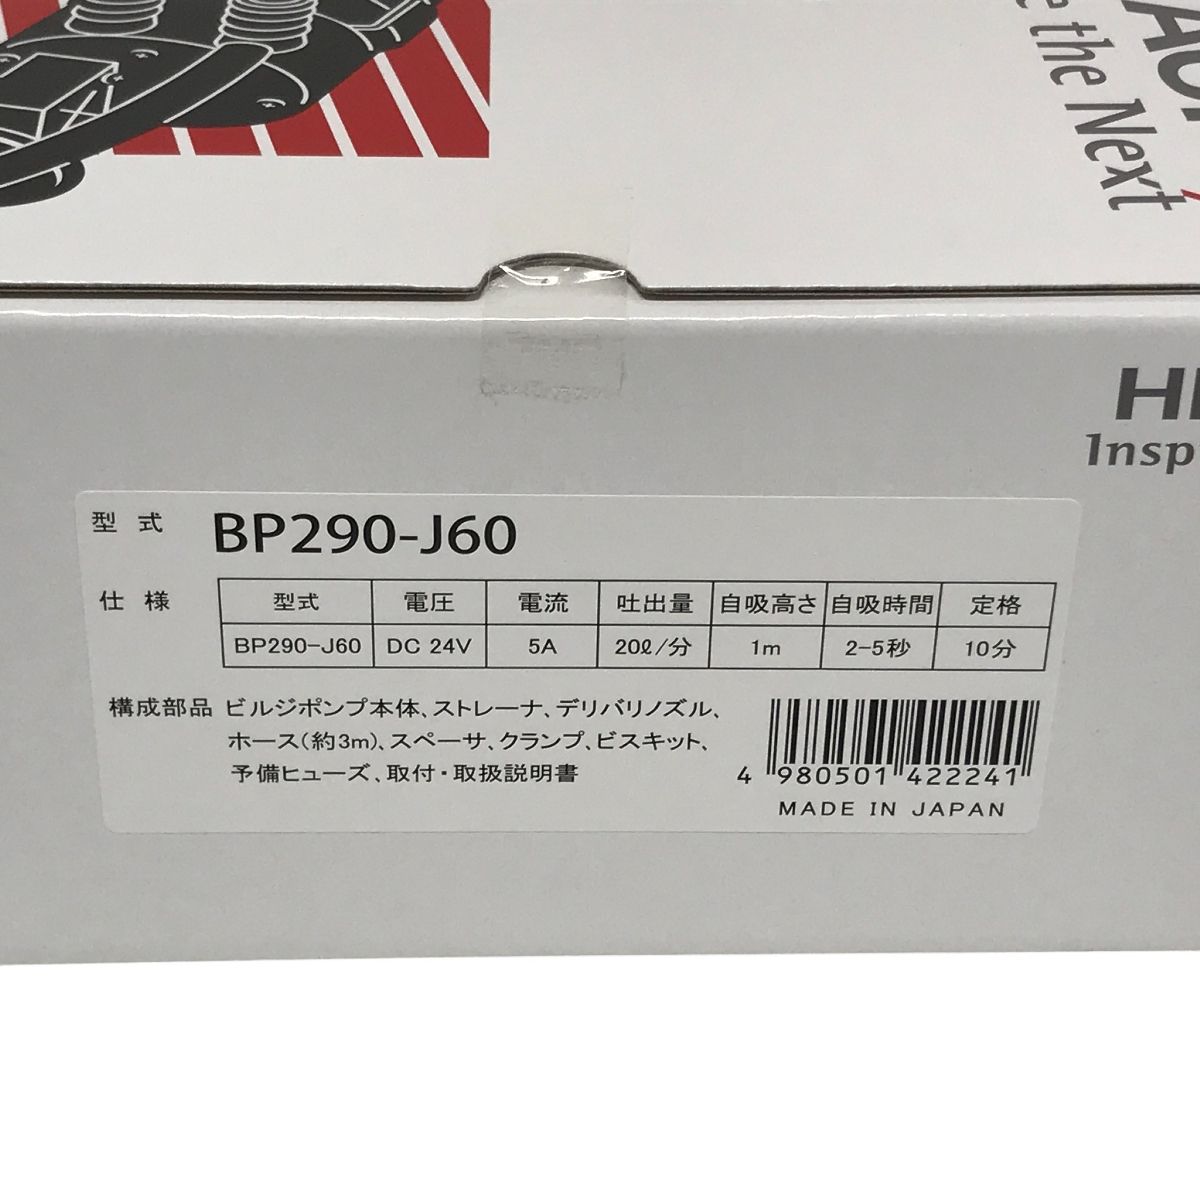 the Next
型式 BP290-J60
仕様
型式 電圧 電流 吐出量 自吸高さ 自吸時間 定格
BP290-J60 DC 24V 5A 20ℓ/分 1m 2-5秒 10分
構成部品 ビルジポンプ本体、ストレーナ、デリバリノズル、
ホース(約3m)、スペーサ、クランプ、ビスキット、
予備ヒューズ、取付・取扱説明書
4 980501 422241
MADE IN JAPAN